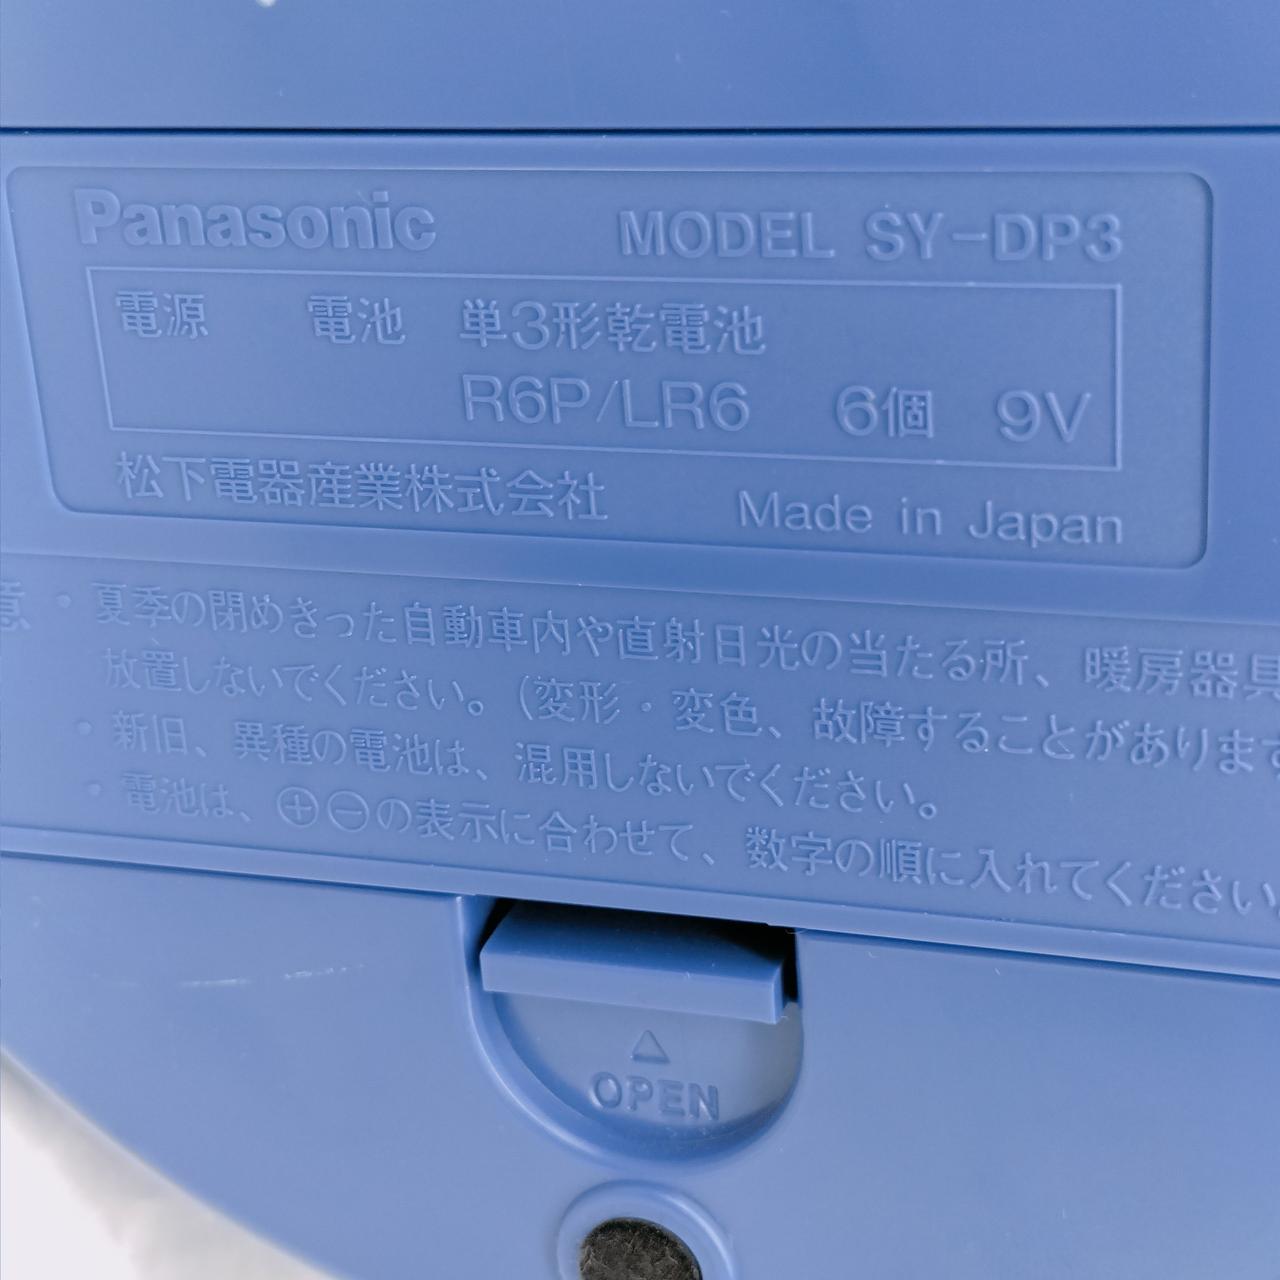 Panasonic MODEL SY-DP3
電源 電池 単3形乾電池
R6P/LR6 6個 9V
松下電器産業株式会社 Made in Japan
意・夏季の閉めきった自動車内や直射日光の当たる所、暖房器具
放置しないでください。(変形・変色、故障することがあります
・新旧、異種の電池は、混用しないでください。
・電池は、⊕⊖の表示に合わせて、数字の順に入れてください
△
OPEN